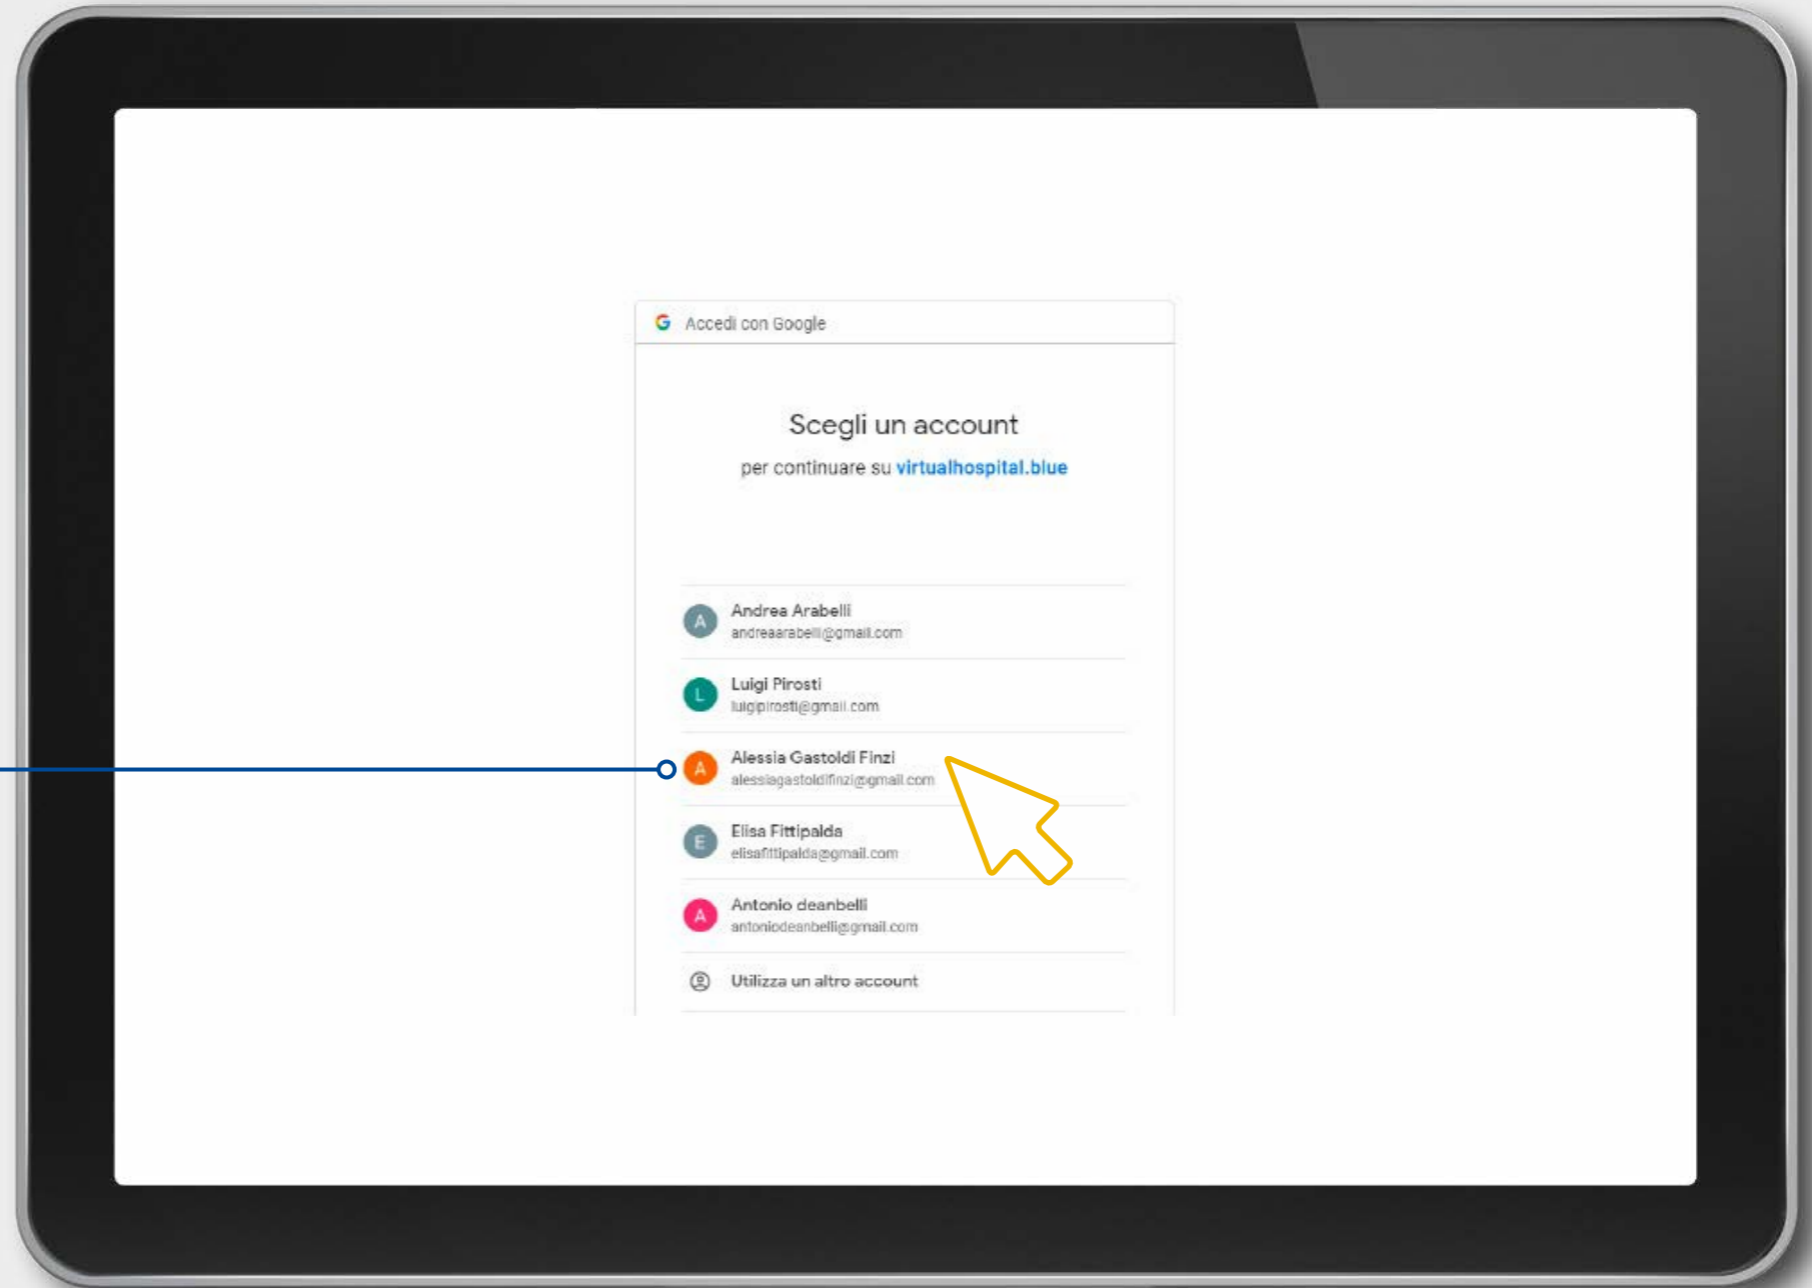 Accedi con Google
Scegli un account
per continuare su virtualhospital.blue
A
Andrea Arabelli
andreaarabelli@gmail.com
L
Luigi Pirosti
luigipirosti@gmail.com
A
Alessia Gastoldi Finzi
alessiagastoldifinzi@gmail.com
E
Elisa Fittipalda
elisafittipalda@gmail.com
A
Antonio deanbelli
antoniodeanbelli@gmail.com
Utilizza un altro account